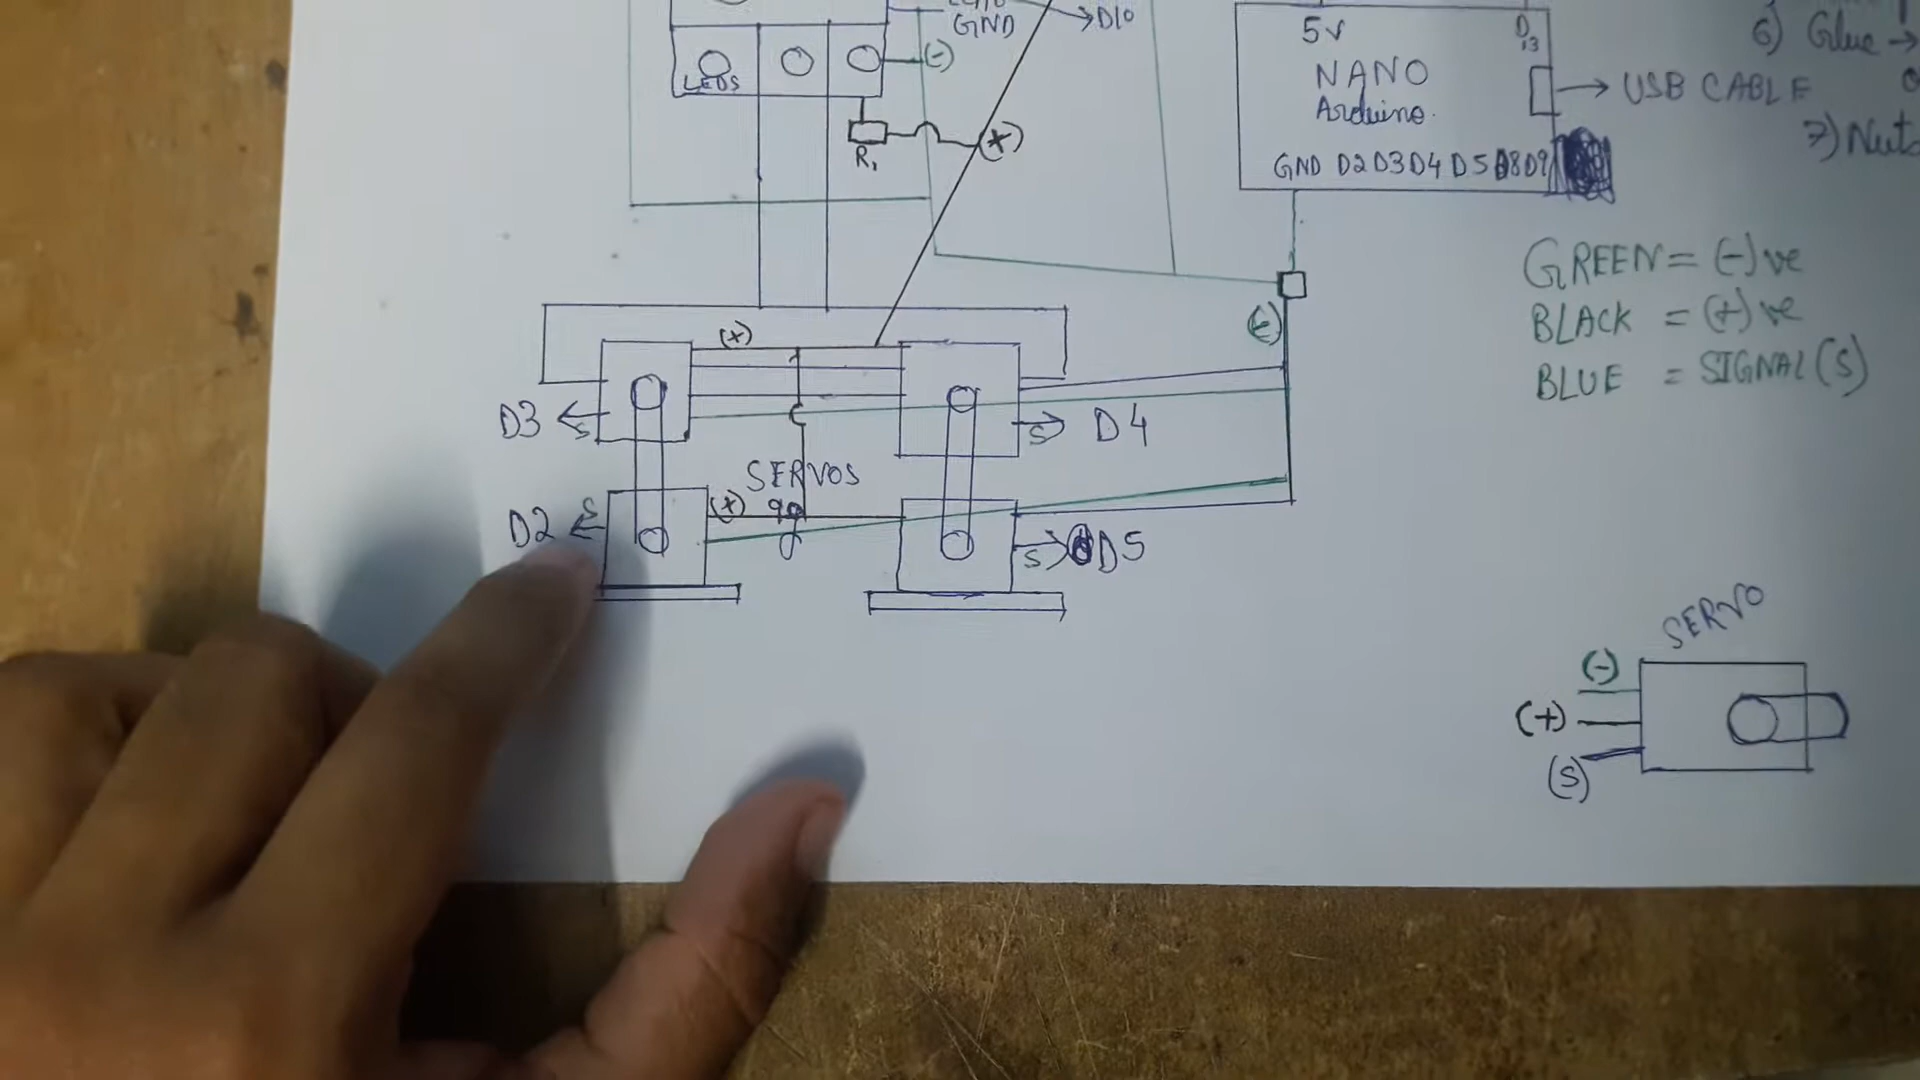 GND
→D10
(-)
LEDS
R1
(+)
5V
D13
NANO
Arduino.
→ USB CABLE
GND D2 D3 D4 D5 D8 D9
6) Glue →
7)
GREEN = (-)ve
BLACK = (+)ve
BLUE = SIGNAL (S)
(-)
(+)
D3 ← S
S → D4
SERVOS
D2 ← S
(+)
S → D5
SERVO
(-)
(+)
(S)